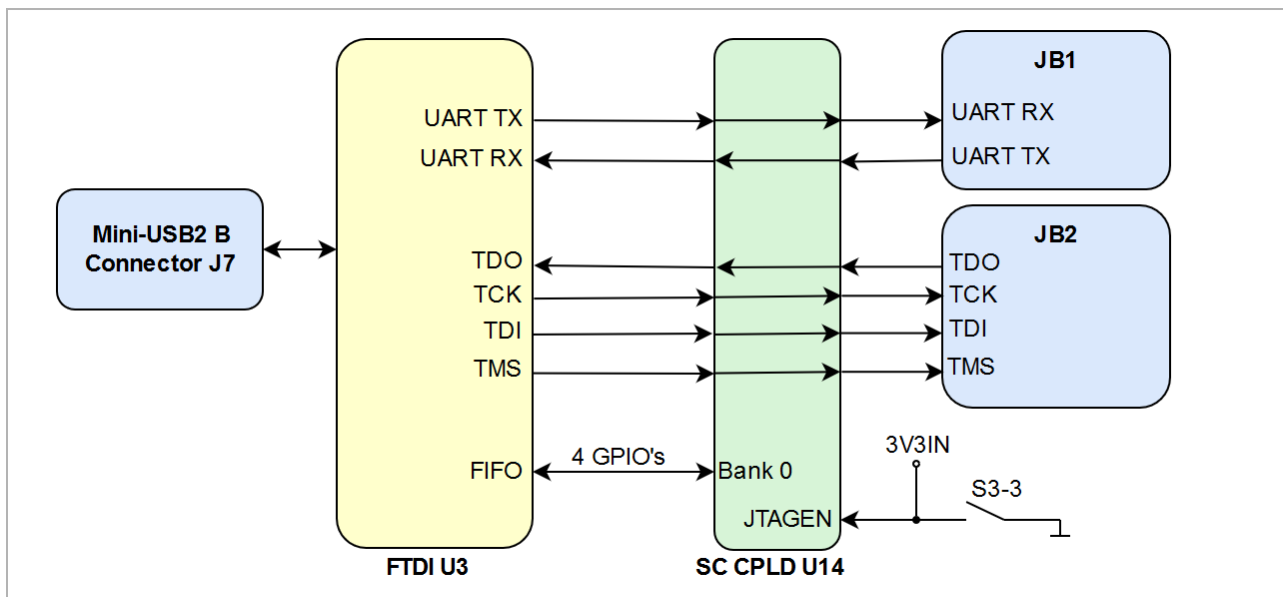 JB1
UART TX
UART RX
UART RX
UART TX
Mini-USB2 B
Connector J7
JB2
TDO
TCK
TDI
TMS
TDO
TCK
TDI
TMS
FIFO
4 GPIO's
Bank 0
3V3IN
S3-3
JTAGEN
FTDI U3
SC CPLD U14